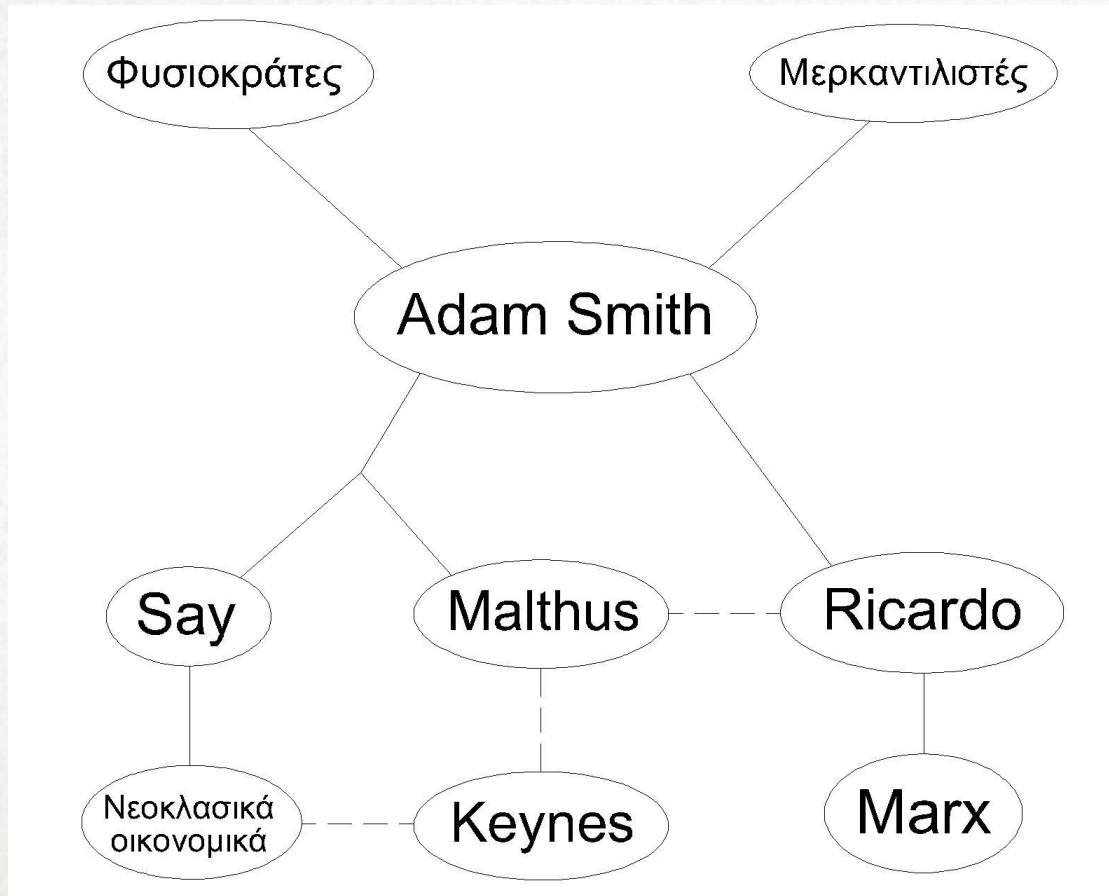 Φυσιοκράτες
Μερκαντιλιστές
Adam Smith
Say
Malthus
Ricardo
Νεοκλασικά
οικονομικά
Keynes
Marx